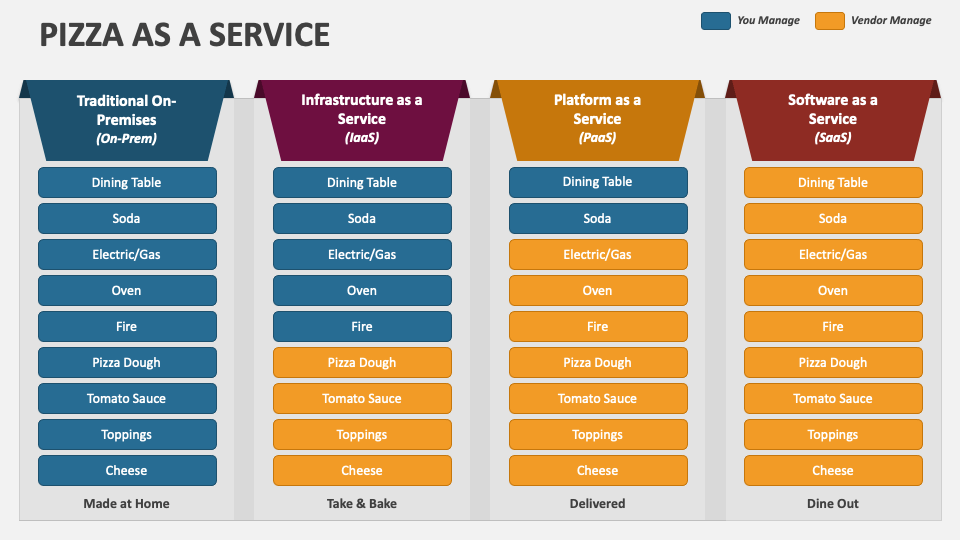 PIZZA AS A SERVICE
You Manage
Vendor Manage
Traditional On-
Premises
(On-Prem)
Dining Table
Soda
Electric/Gas
Oven
Fire
Pizza Dough
Tomato Sauce
Toppings
Cheese
Made at Home
Infrastructure as a
Service
(IaaS)
Dining Table
Soda
Electric/Gas
Oven
Fire
Pizza Dough
Tomato Sauce
Toppings
Cheese
Take & Bake
Platform as a
Service
(PaaS)
Dining Table
Soda
Electric/Gas
Oven
Fire
Pizza Dough
Tomato Sauce
Toppings
Cheese
Delivered
Software as a
Service
(SaaS)
Dining Table
Soda
Electric/Gas
Oven
Fire
Pizza Dough
Tomato Sauce
Toppings
Cheese
Dine Out